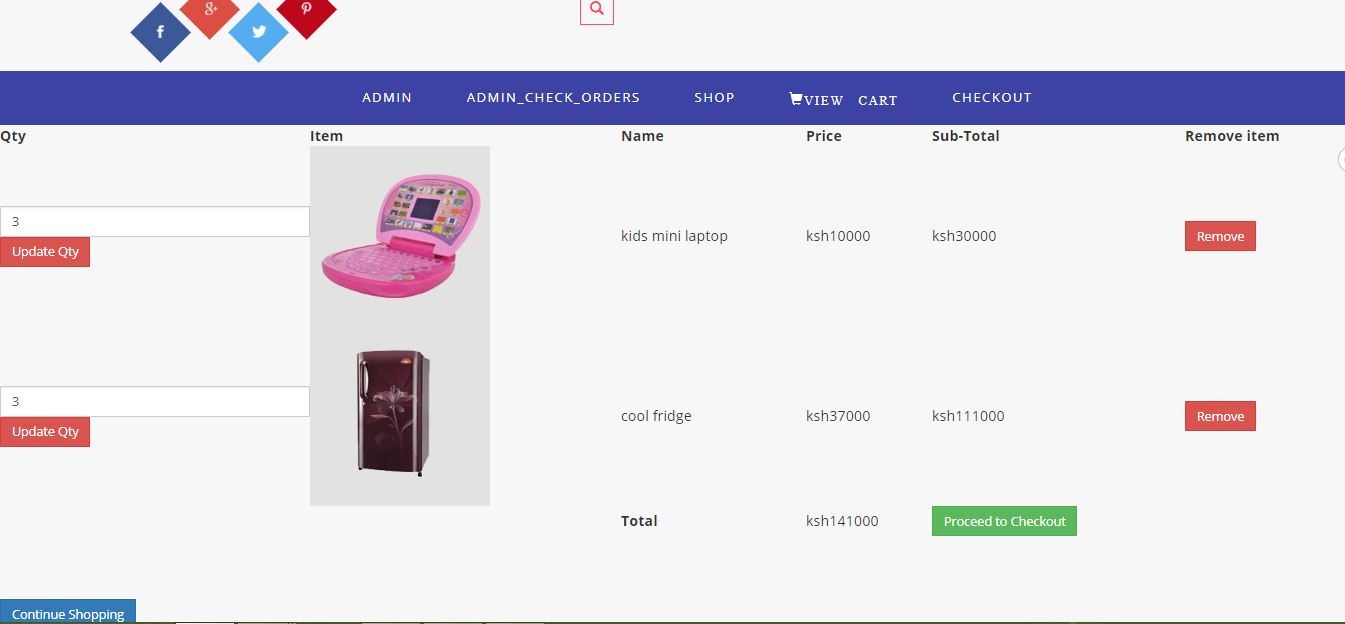 f g+ t p
ADMIN ADMIN_CHECK_ORDERS SHOP VIEW CART CHECKOUT
Qty Item Name Price Sub-Total Remove item
3
Update Qty
kids mini laptop ksh10000 ksh30000 Remove
3
Update Qty
cool fridge ksh37000 ksh111000 Remove
Total ksh141000 Proceed to Checkout
Continue Shopping